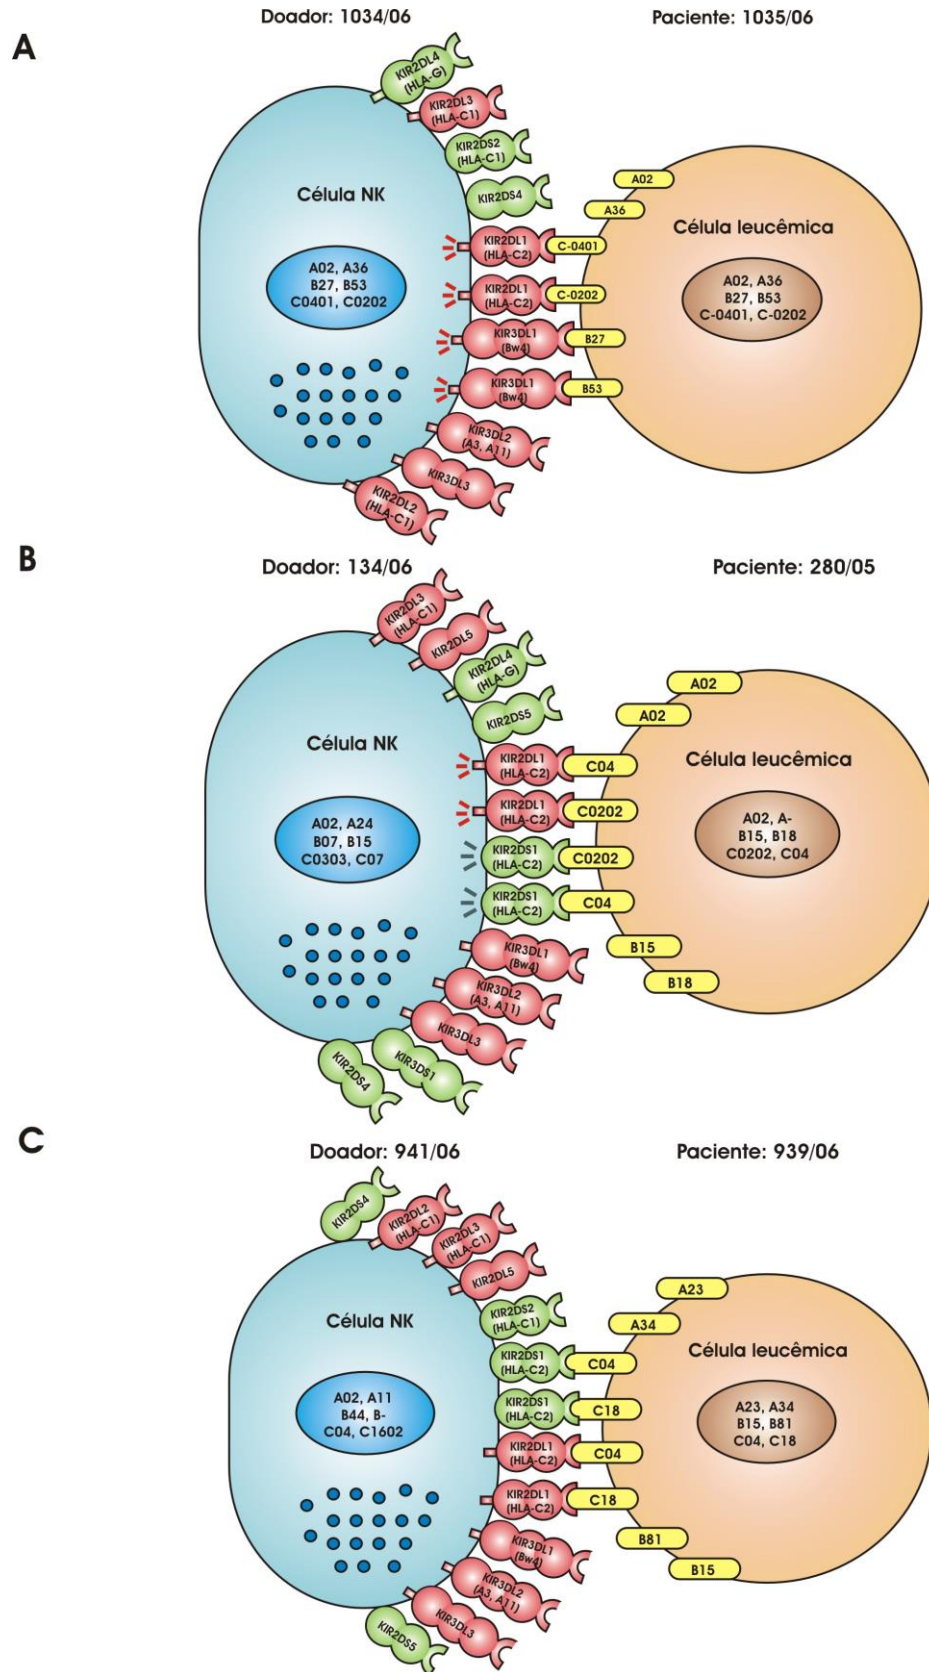 A
Doador: 1034/06
Paciente: 1035/06
KIR2DL4
(HLA-G)
KIR2DL3
(HLA-C1)
KIR2DS2
(HLA-C1)
KIR2DS4
KIR2DL1
(HLA-C2)
KIR2DL1
(HLA-C2)
KIR3DL1
(Bw4)
KIR3DL1
(Bw4)
KIR3DL2
(A3, A11)
KIR3DL3
KIR2DL2
(HLA-C1)
Célula NK
A02, A36
B27, B53
C0401, C0202
A02
A36
C-0401
C-0202
B27
B53
Célula leucêmica
A02, A36
B27, B53
C-0401, C-0202
B
Doador: 134/06
Paciente: 280/05
KIR2DL3
(HLA-C1)
KIR2DL5
KIR2DL4
(HLA-G)
KIR2DS5
KIR2DL1
(HLA-C2)
KIR2DL1
(HLA-C2)
KIR2DS1
(HLA-C2)
KIR2DS1
(HLA-C2)
KIR3DL1
(Bw4)
KIR3DL2
(A3, A11)
KIR3DL3
KIR3DS1
KIR2DS4
Célula NK
A02, A24
B07, B15
C0303, C07
A02
A02
C04
C0202
C0202
C04
B15
B18
Célula leucêmica
A02, A-
B15, B18
C0202, C04
C
Doador: 941/06
Paciente: 939/06
KIR2DS4
KIR2DL2
(HLA-C1)
KIR2DL3
(HLA-C1)
KIR2DL5
KIR2DS2
(HLA-C1)
KIR2DS1
(HLA-C2)
KIR2DS1
(HLA-C2)
KIR2DL1
(HLA-C2)
KIR2DL1
(HLA-C2)
KIR3DL1
(Bw4)
KIR3DL2
(A3, A11)
KIR3DL3
KIR2DS5
Célula NK
A02, A11
B44, B-
C04, C1602
A23
A34
C04
C18
C04
C18
B81
B15
Célula leucêmica
A23, A34
B15, B81
C04, C18